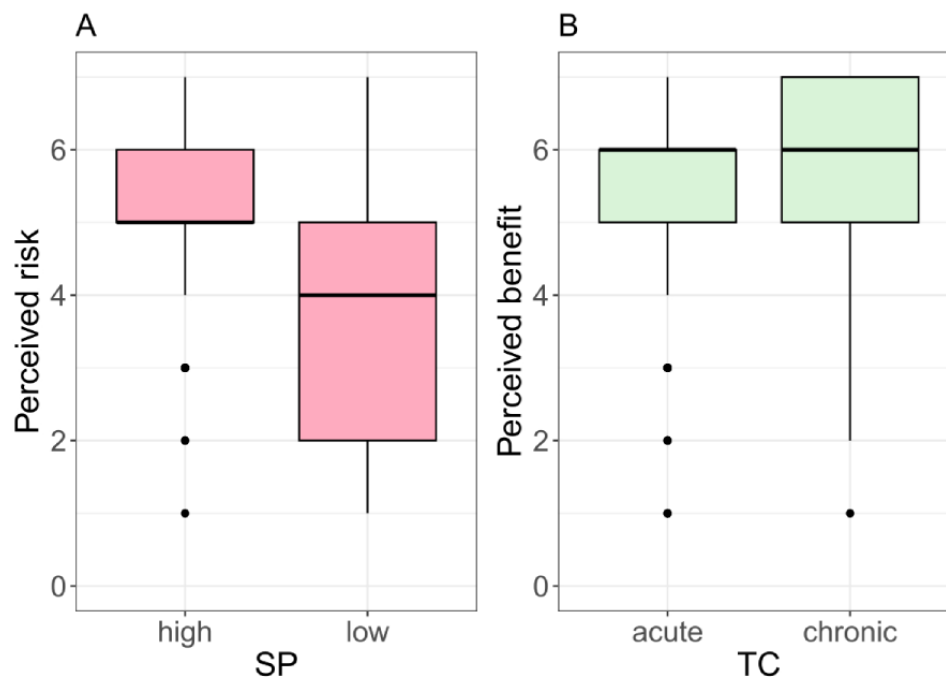 A
Perceived risk
6
4
2
0
high low
SP
B
Perceived benefit
6
4
2
0
acute chronic
TC